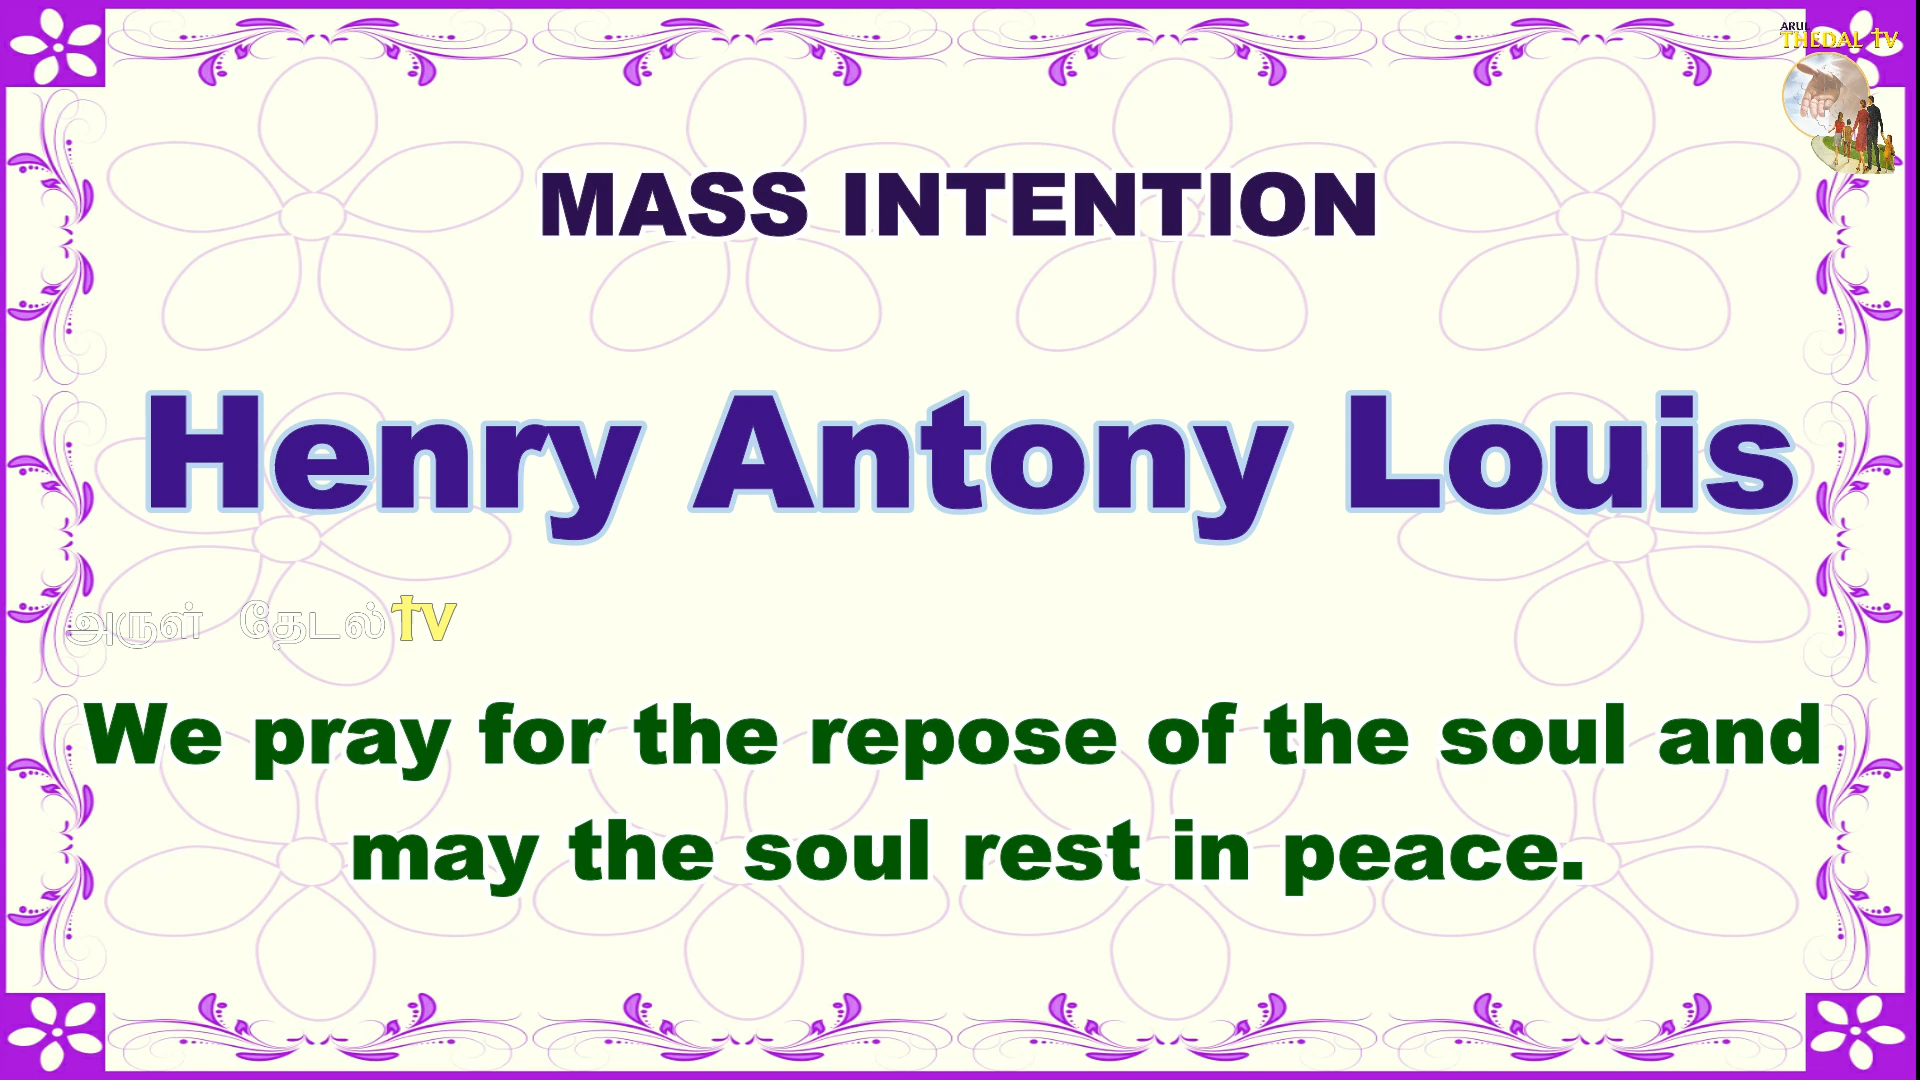 ARUL
THEDAL TV
MASS INTENTION
Henry Antony Louis
அருள் தேடல் TV
We pray for the repose of the soul and
may the soul rest in peace.